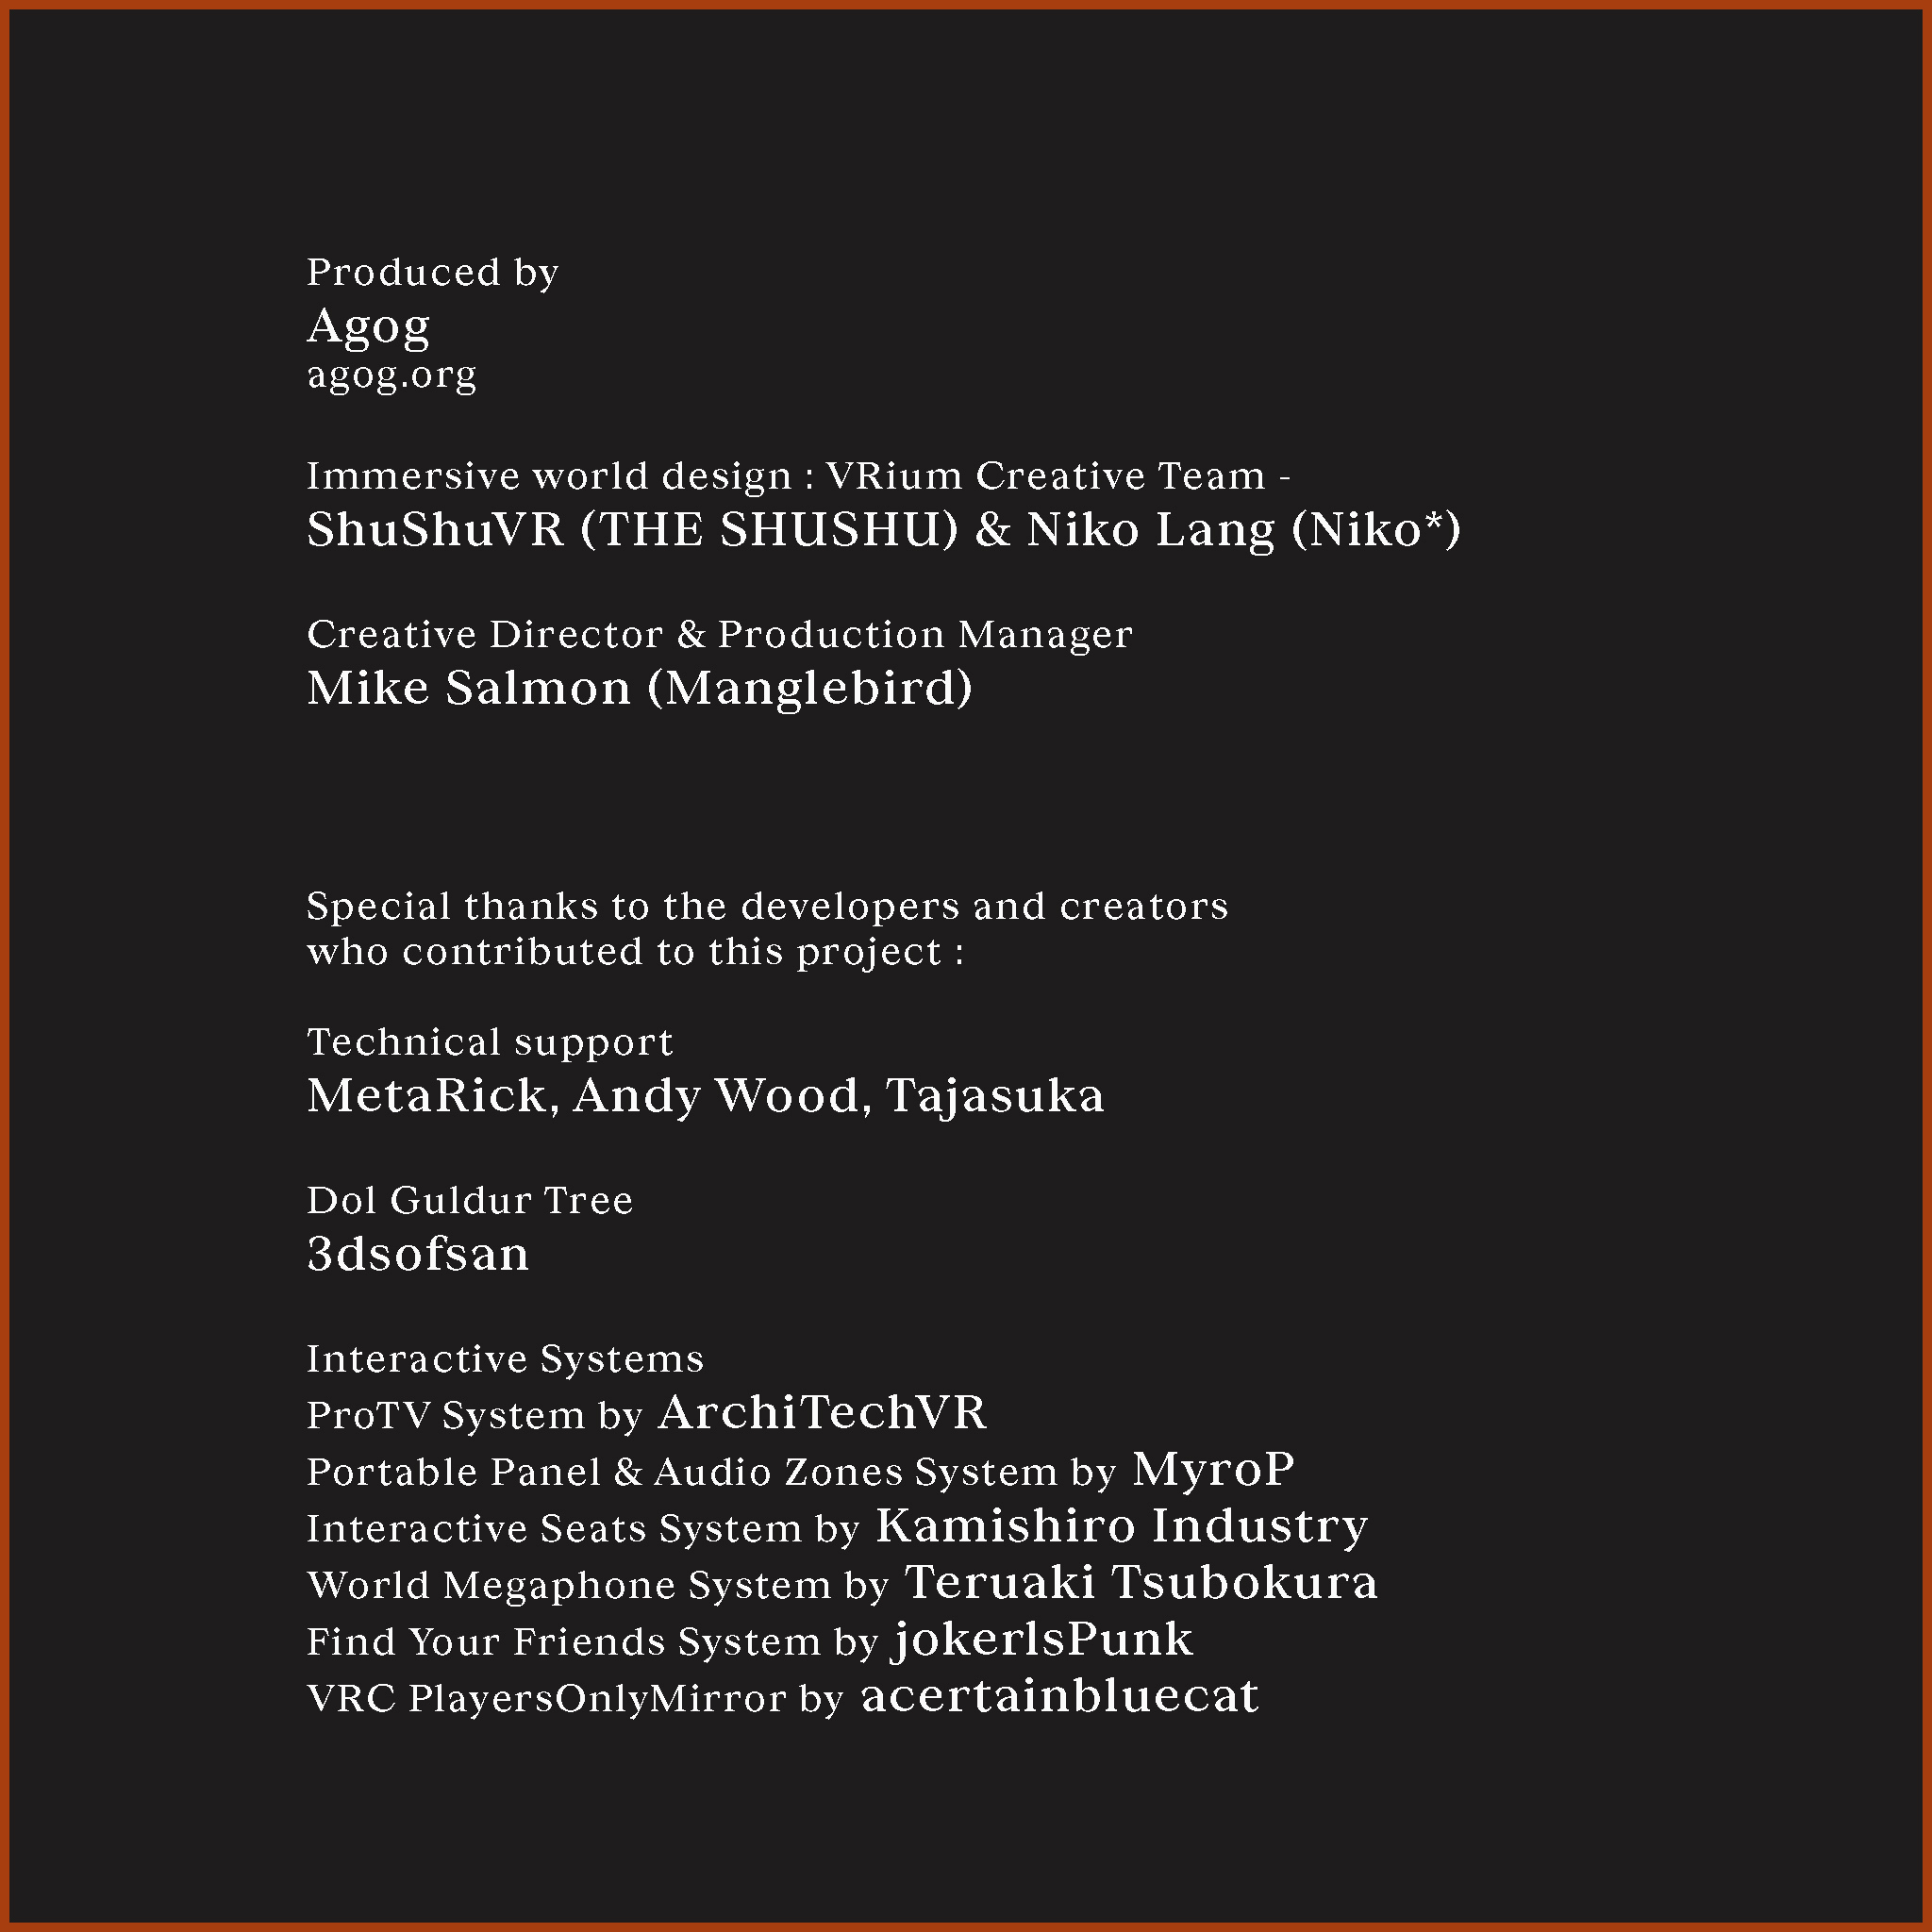 Produced by
Agog
agog.org
Immersive world design : VRium Creative Team -
ShuShuVR (THE SHUSHU) & Niko Lang (Niko*)
Creative Director & Production Manager
Mike Salmon (Manglebird)
Special thanks to the developers and creators
who contributed to this project :
Technical support
MetaRick, Andy Wood, Tajasuka
Dol Guldur Tree
3dsofsan
Interactive Systems
ProTV System by ArchiTechVR
Portable Panel & Audio Zones System by MyroP
Interactive Seats System by Kamishiro Industry
World Megaphone System by Teruaki Tsubokura
Find Your Friends System by jokerlsPunk
VRC PlayersOnlyMirror by acertainbluecat